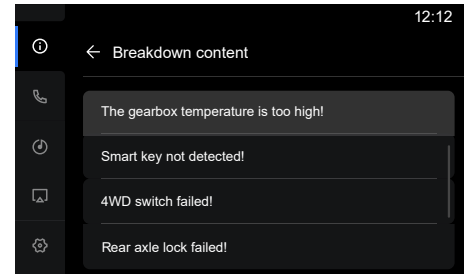 12:12
Breakdown content
The gearbox temperature is too high!
Smart key not detected!
4WD switch failed!
Rear axle lock failed!